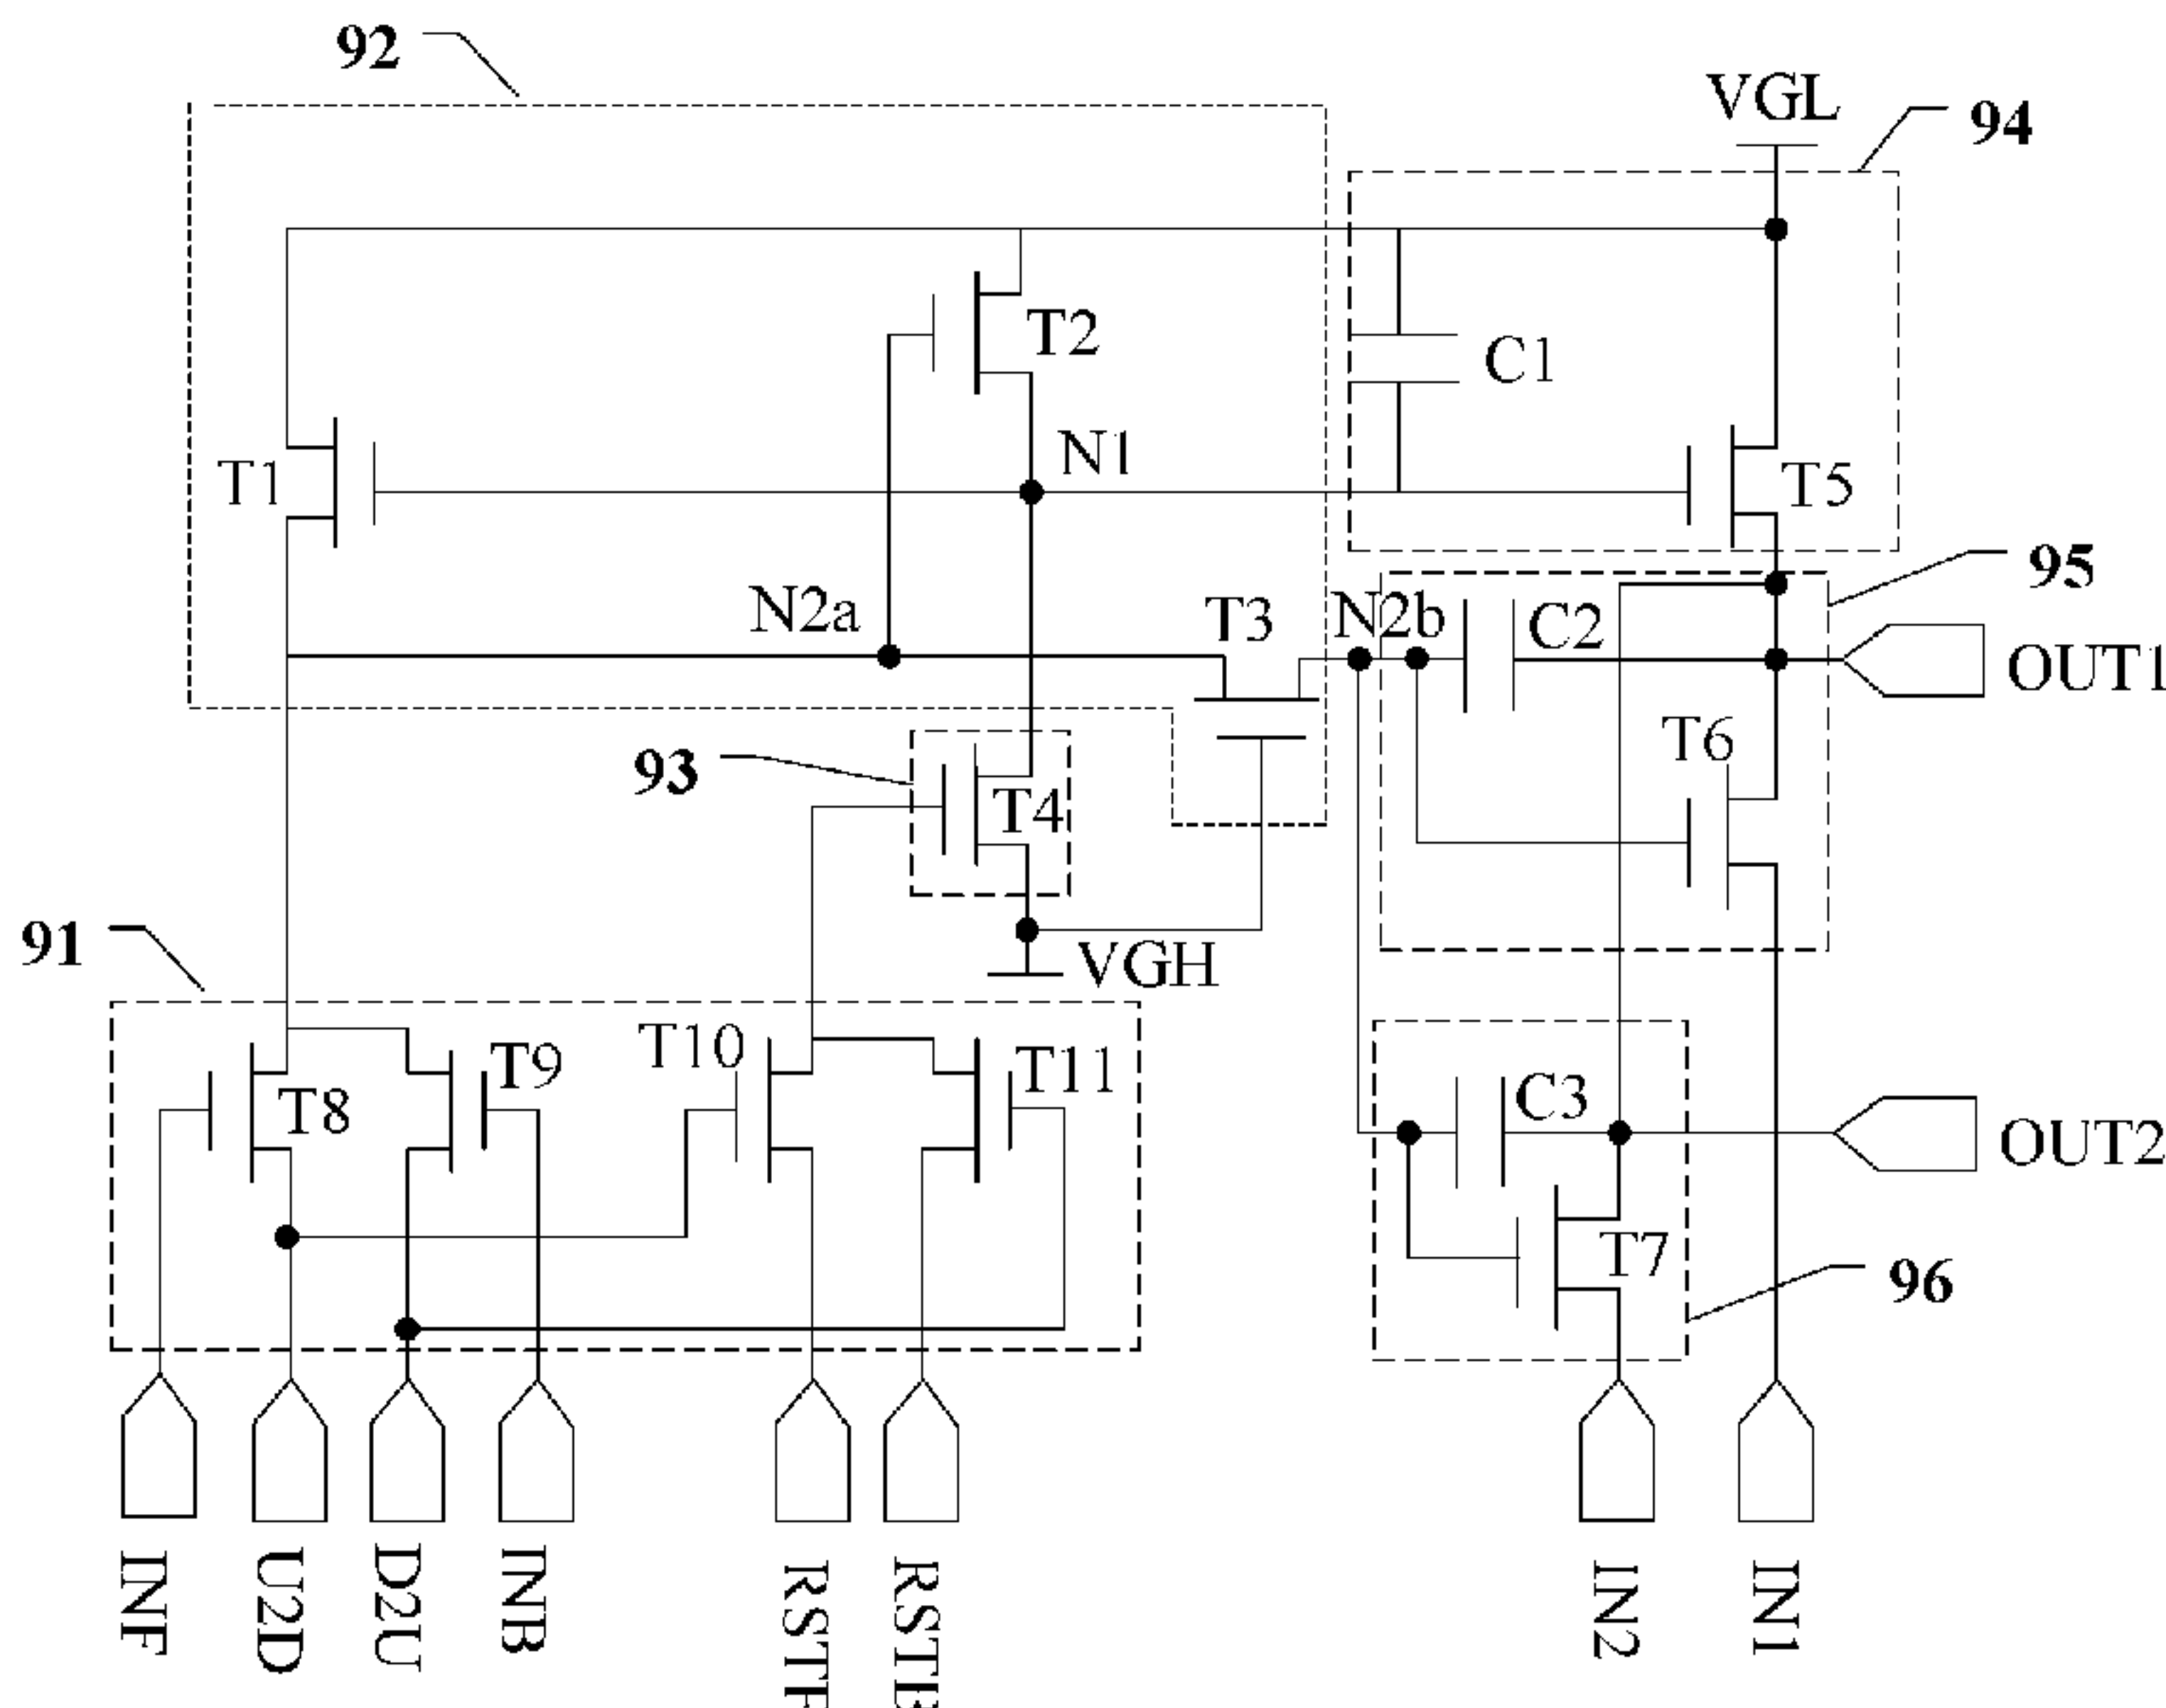 92
VGL
94
T2
C1
N1
T1
T5
95
N2a
T3
N2b
C2
OUT1
T6
93
T4
91
VGH
T10
T9
T11
T8
C3
OUT2
T7
96
INF
U2D
D2U
INB
IN2
IN1